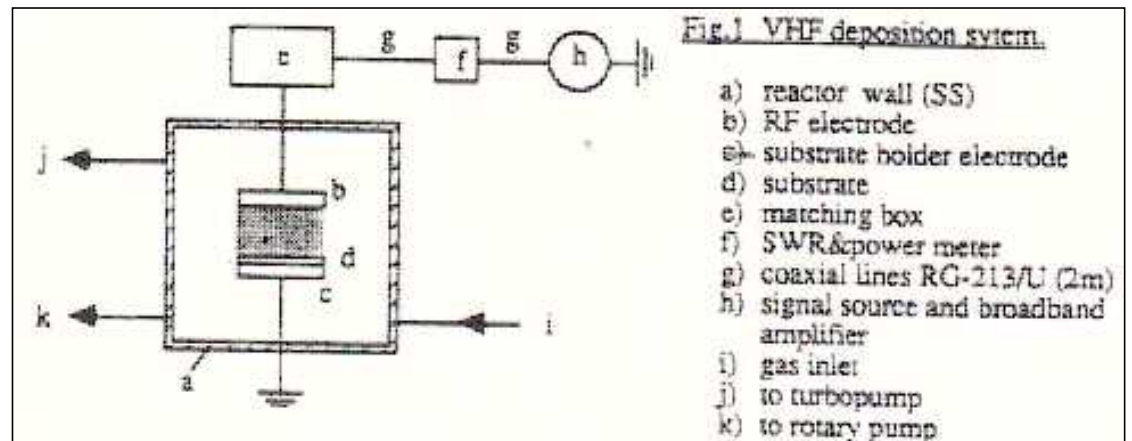 Fig.1 VHF deposition sytem.
a) reactor wall (SS)
b) RF electrode
c) substrate holder electrode
d) substrate
e) matching box
f) SWR&power meter
g) coaxial lines RG-213/U (2m)
h) signal source and broadband
amplifier
i) gas inlet
j) to turbopump
k) to rotary pump
e
g
f
g
h
j
b
d
c
k
i
a